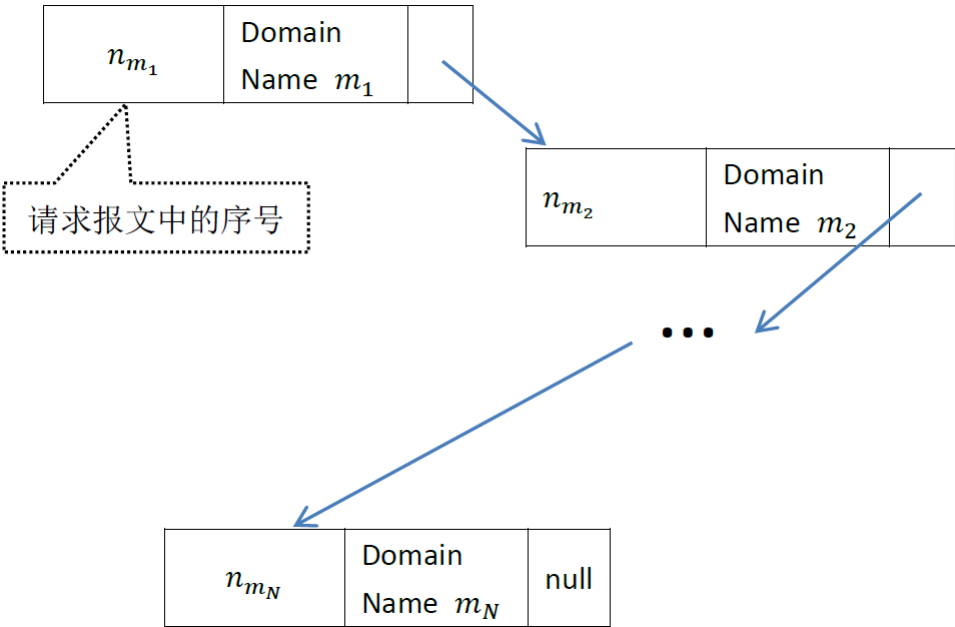 n_{m_1}
Domain
Name m_1
请求报文中的序号
n_{m_2}
Domain
Name m_2
...
n_{m_N}
Domain
Name m_N
null